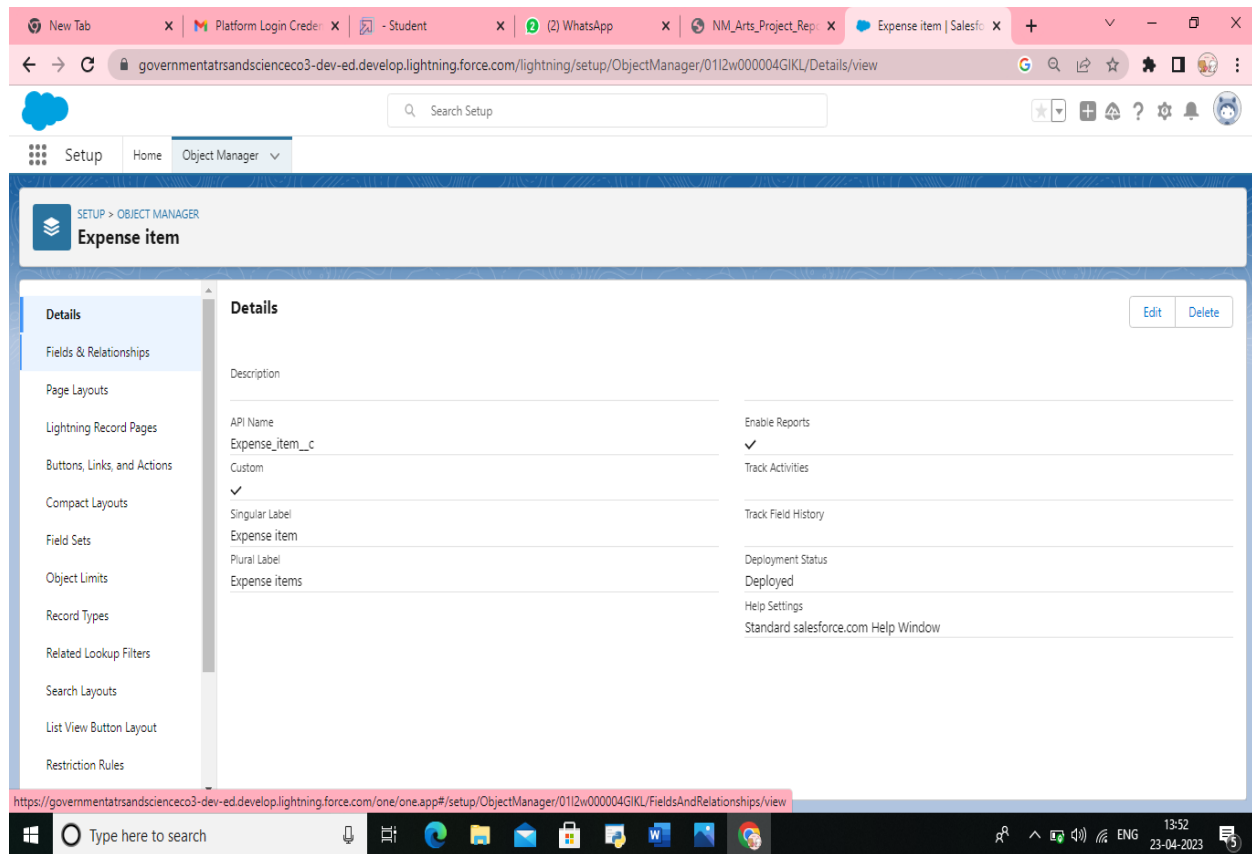 New Tab
Platform Login Creden
- Student
(2) WhatsApp
NM_Arts_Project_Repo
Expense item | Salesfo
governmentatrsandscienceco3-dev-ed.develop.lightning.force.com/lightning/setup/ObjectManager/01I2w000004GIKL/Details/view
Search Setup
Setup
Home
Object Manager
SETUP > OBJECT MANAGER
Expense item
Details
Fields & Relationships
Page Layouts
Lightning Record Pages
Buttons, Links, and Actions
Compact Layouts
Field Sets
Object Limits
Record Types
Related Lookup Filters
Search Layouts
List View Button Layout
Restriction Rules
Details
Edit
Delete
Description
API Name
Expense_item__c
Custom
Singular Label
Expense item
Plural Label
Expense items
Enable Reports
Track Activities
Track Field History
Deployment Status
Deployed
Help Settings
Standard salesforce.com Help Window
https://governmentatrsandscienceco3-dev-ed.develop.lightning.force.com/one/one.app#/setup/ObjectManager/01I2w000004GIKL/FieldsAndRelationships/view
Type here to search
ENG
13:52
23-04-2023
5